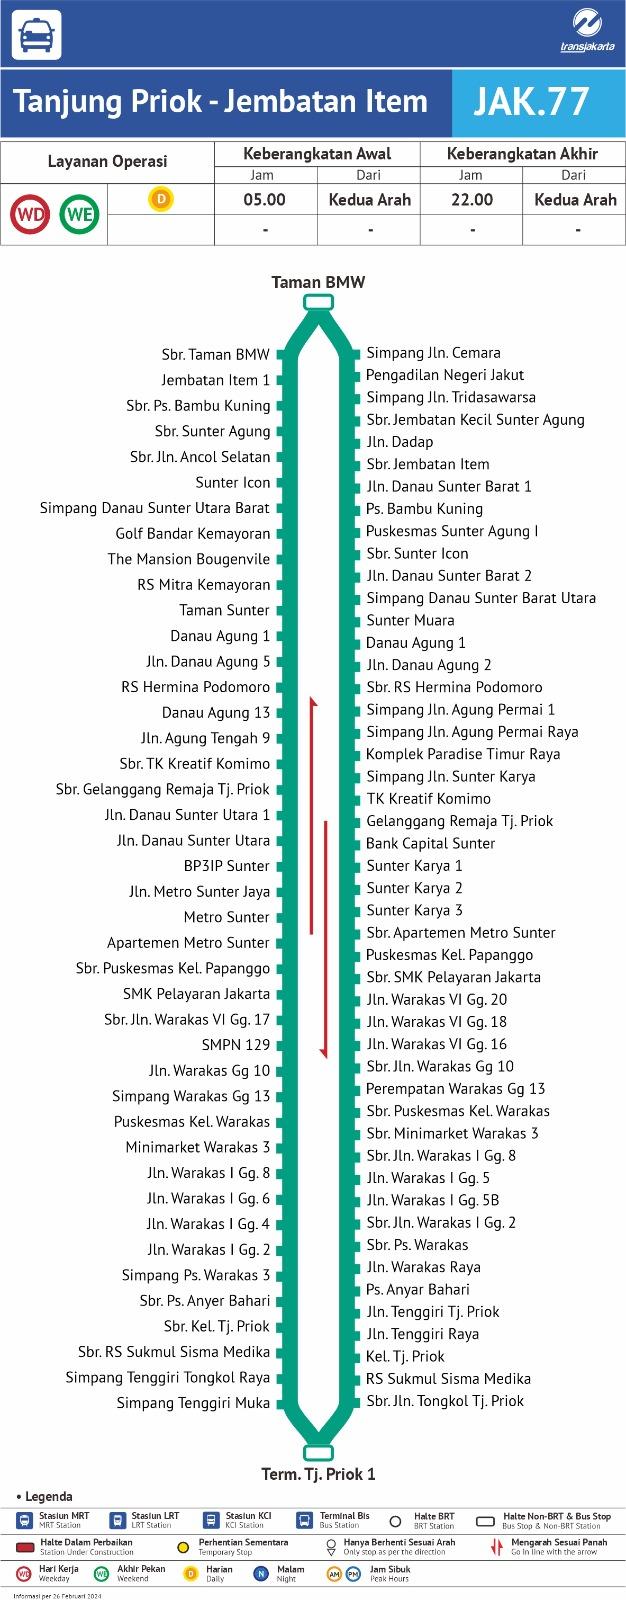 transjakarta
Tanjung Priok - Jembatan Item
JAK.77
Layanan Operasi
Keberangkatan Awal
Keberangkatan Akhir
Jam
Dari
Jam
Dari
WD
WE
D
05.00
Kedua Arah
22.00
Kedua Arah
-
-
-
-
Taman BMW
Sbr. Taman BMW
Jembatan Item 1
Sbr. Ps. Bambu Kuning
Sbr. Sunter Agung
Sbr. Jln. Ancol Selatan
Sunter Icon
Simpang Danau Sunter Utara Barat
Golf Bandar Kemayoran
The Mansion Bougenvile
RS Mitra Kemayoran
Taman Sunter
Danau Agung 1
Jln. Danau Agung 5
RS Hermina Podomoro
Danau Agung 13
Jln. Agung Tengah 9
Sbr. TK Kreatif Komimo
Sbr. Gelanggang Remaja Tj. Priok
Jln. Danau Sunter Utara 1
Jln. Danau Sunter Utara
BP3IP Sunter
Jln. Metro Sunter Jaya
Metro Sunter
Apartemen Metro Sunter
Sbr. Puskesmas Kel. Papanggo
SMK Pelayaran Jakarta
Sbr. Jln. Warakas VI Gg. 17
SMPN 129
Jln. Warakas Gg 10
Simpang Warakas Gg 13
Puskesmas Kel. Warakas
Minimarket Warakas 3
Jln. Warakas I Gg. 8
Jln. Warakas I Gg. 6
Jln. Warakas I Gg. 4
Jln. Warakas I Gg. 2
Simpang Ps. Warakas 3
Sbr. Ps. Anyer Bahari
Sbr. Kel. Tj. Priok
Sbr. RS Sukmul Sisma Medika
Simpang Tenggiri Tongkol Raya
Simpang Tenggiri Muka
Simpang Jln. Cemara
Pengadilan Negeri Jakut
Simpang Jln. Tridasawarsa
Sbr. Jembatan Kecil Sunter Agung
Jln. Dadap
Sbr. Jembatan Item
Jln. Danau Sunter Barat 1
Ps. Bambu Kuning
Puskesmas Sunter Agung I
Sbr. Sunter Icon
Jln. Danau Sunter Barat 2
Simpang Danau Sunter Barat Utara
Sunter Muara
Danau Agung 1
Jln. Danau Agung 2
Sbr. RS Hermina Podomoro
Simpang Jln. Agung Permai 1
Simpang Jln. Agung Permai Raya
Komplek Paradise Timur Raya
Simpang Jln. Sunter Karya
TK Kreatif Komimo
Gelanggang Remaja Tj. Priok
Bank Capital Sunter
Sunter Karya 1
Sunter Karya 2
Sunter Karya 3
Sbr. Apartemen Metro Sunter
Puskesmas Kel. Papanggo
Sbr. SMK Pelayaran Jakarta
Jln. Warakas VI Gg. 20
Jln. Warakas VI Gg. 18
Jln. Warakas VI Gg. 16
Sbr. Jln. Warakas Gg 10
Perempatan Warakas Gg 13
Sbr. Puskesmas Kel. Warakas
Sbr. Minimarket Warakas 3
Sbr. Jln. Warakas I Gg. 8
Jln. Warakas I Gg. 5
Jln. Warakas I Gg. 5B
Sbr. Jln. Warakas I Gg. 2
Sbr. Ps. Warakas
Jln. Warakas Raya
Ps. Anyar Bahari
Jln. Tenggiri Tj. Priok
Jln. Tenggiri Raya
Kel. Tj. Priok
RS Sukmul Sisma Medika
Sbr. Jln. Tongkol Tj. Priok
Term. Tj. Priok 1
• Legenda
Stasiun MRT
MRT Station
Stasiun LRT
LRT Station
Stasiun KCI
KCI Station
Terminal Bis
Bus Station
Halte BRT
BRT Station
Halte Non-BRT & Bus Stop
Bus Stop & Non-BRT Station
Halte Dalam Perbaikan
Station Under Construction
Perhentian Sementara
Temporary Stop
Hanya Berhenti Sesuai Arah
Only stop as per the direction
Mengarah Sesuai Panah
Go in line with the arrow
WD
Hari Kerja
Weekday
WE
Akhir Pekan
Weekend
D
Harian
Daily
N
Malam
Night
AM
PM
Jam Sibuk
Peak Hours
Informasi per 26 Februari 2024